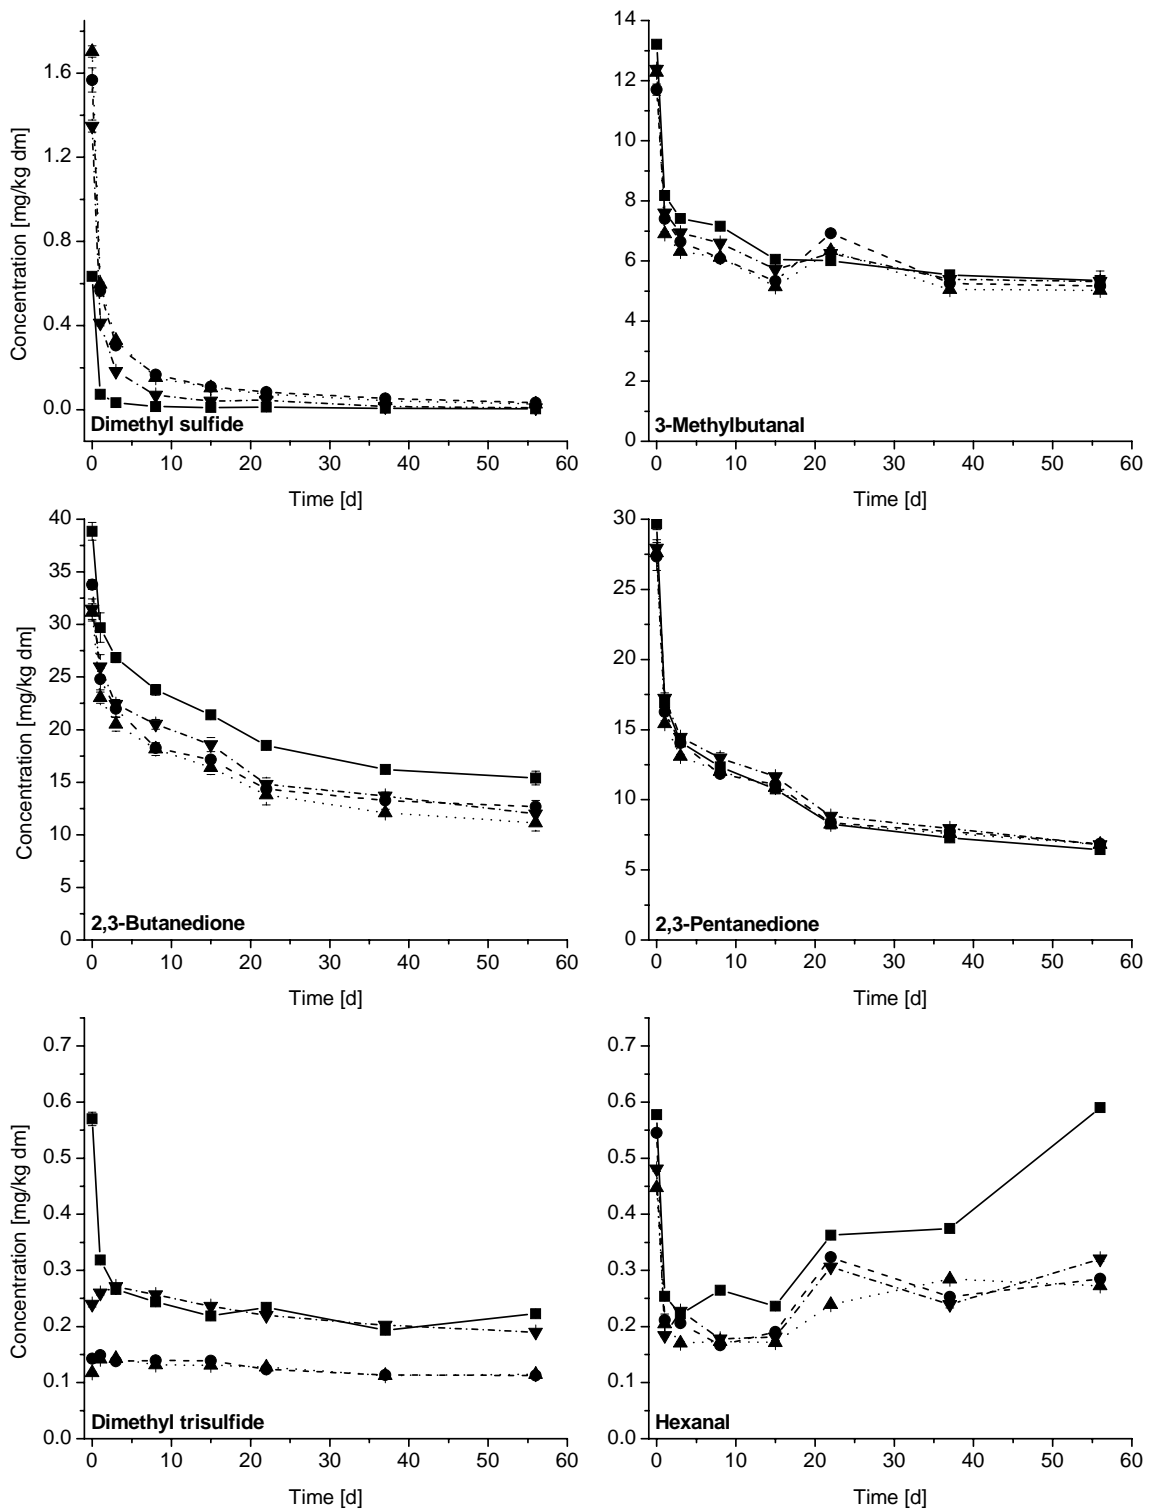 Concentration [mg/kg dm]
1.6
1.2
0.8
0.4
0.0
Dimethyl sulfide
0 10 20 30 40 50 60
Time [d]
14
12
10
8
6
4
2
0
3-Methylbutanal
0 10 20 30 40 50 60
Time [d]
Concentration [mg/kg dm]
40
35
30
25
20
15
10
5
0
2,3-Butanedione
0 10 20 30 40 50 60
Time [d]
30
25
20
15
10
5
0
2,3-Pentanedione
0 10 20 30 40 50 60
Time [d]
Concentration [mg/kg dm]
0.7
0.6
0.5
0.4
0.3
0.2
0.1
0.0
Dimethyl trisulfide
0 10 20 30 40 50 60
Time [d]
0.7
0.6
0.5
0.4
0.3
0.2
0.1
0.0
Hexanal
0 10 20 30 40 50 60
Time [d]